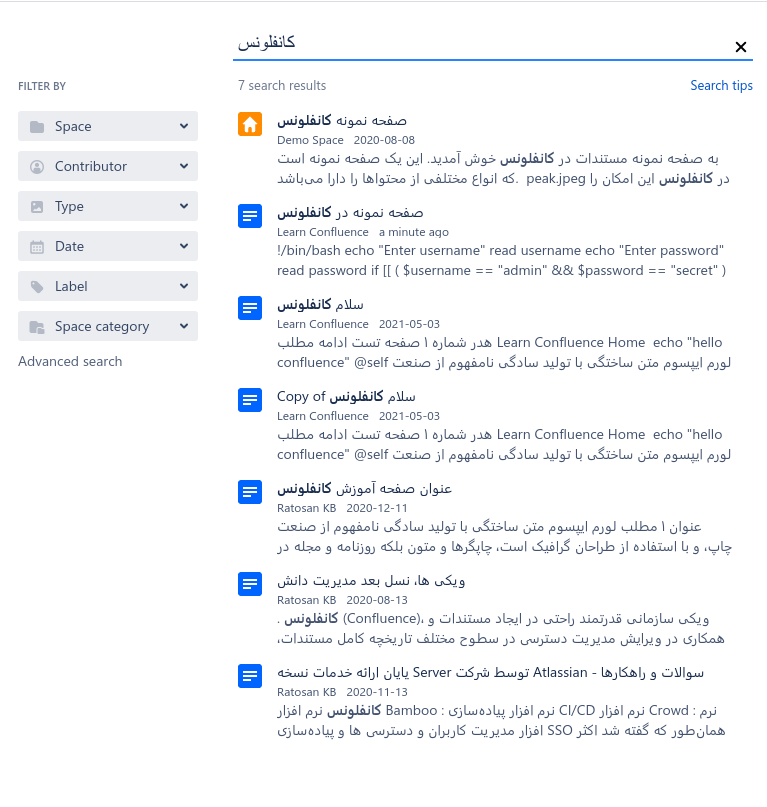 کانفلونس
7 search results
Search tips
FILTER BY
Space
Contributor
Type
Date
Label
Space category
Advanced search
صفحه نمونه کانفلونس
Demo Space 2020-08-08
به صفحه نمونه مستندات در کانفلونس خوش آمدید. این یک صفحه نمونه است
در کانفلونس این امکان را peak.jpeg .که انواع مختلفی از محتواها را دارا می‌باشد
صفحه نمونه در کانفلونس
Learn Confluence a minute ago
!/bin/bash echo "Enter username" read username echo "Enter password"
read password if [[ ( $username == "admin" && $password == "secret" )
سلام کانفلونس
Learn Confluence 2021-05-03
هدر شماره ۱ صفحه تست ادامه مطلب Learn Confluence Home echo "hello
confluence" @self لورم ایپسوم متن ساختگی با تولید سادگی نامفهوم از صنعت
Copy of سلام کانفلونس
Learn Confluence 2021-05-03
هدر شماره ۱ صفحه تست ادامه مطلب Learn Confluence Home echo "hello
confluence" @self لورم ایپسوم متن ساختگی با تولید سادگی نامفهوم از صنعت
عنوان صفحه آموزش کانفلونس
Ratosan KB 2020-12-11
عنوان ۱ مطلب لورم ایپسوم متن ساختگی با تولید سادگی نامفهوم از صنعت
چاپ، و با استفاده از طراحان گرافیک است، چاپگرها و متون بلکه روزنامه و مجله در
ویکی ها، نسل بعد مدیریت دانش
Ratosan KB 2020-08-13
. کانفلونس (Confluence)، ویکی سازمانی قدرتمند راحتی در ایجاد مستندات و
همکاری در ویرایش مدیریت دسترسی در سطوح مختلف تاریخچه کامل مستندات،
سوالات و راهکارها - Atlassian توسط شرکت Server پایان ارائه خدمات نسخه
Ratosan KB 2020-11-13
نرم : Crowd نرم افزار CI/CD نرم افزار پیاده‌سازی : Bamboo کانفلونس نرم افزار
همان‌طور که گفته شد اکثر SSO افزار مدیریت کاربران و دسترسی ها و پیاده‌سازی